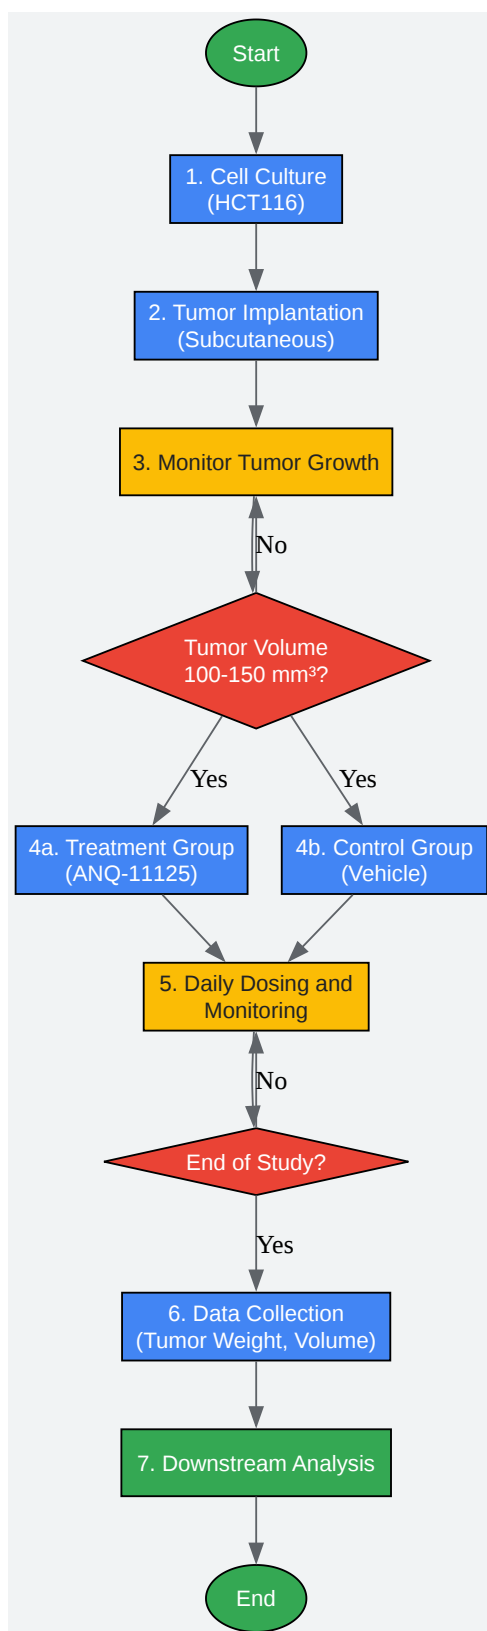 Start
1. Cell Culture
(HCT116)
2. Tumor Implantation
(Subcutaneous)
3. Monitor Tumor Growth
No
Tumor Volume
100-150 mm³?
Yes
Yes
4a. Treatment Group
(ANQ-11125)
4b. Control Group
(Vehicle)
5. Daily Dosing and
Monitoring
No
End of Study?
Yes
6. Data Collection
(Tumor Weight, Volume)
7. Downstream Analysis
End